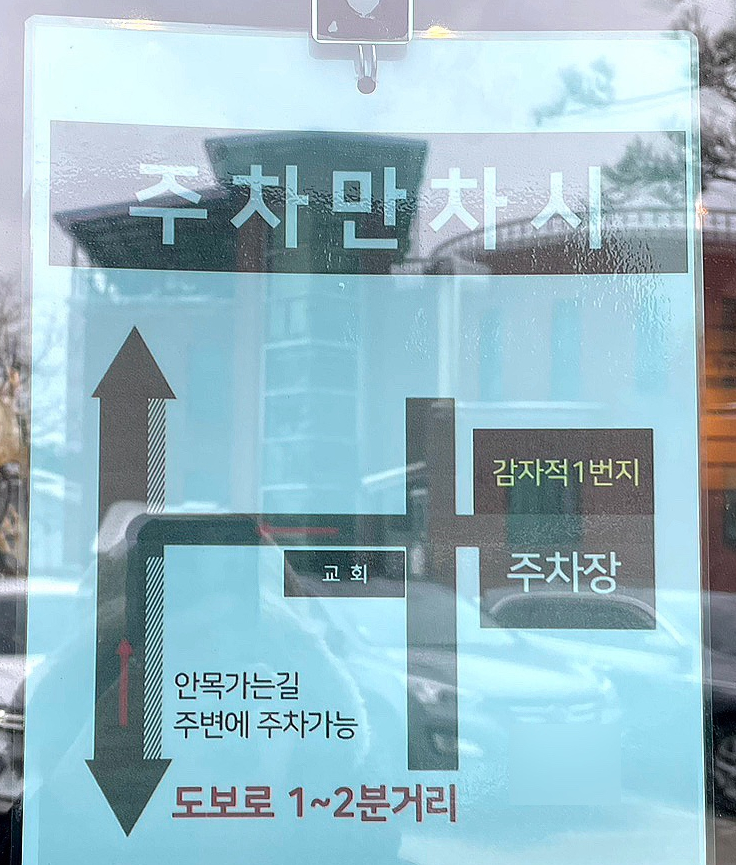 주차만차시
감자적1번지
주차장
교회
안목가는길
주변에 주차가능
도보로 1~2분거리